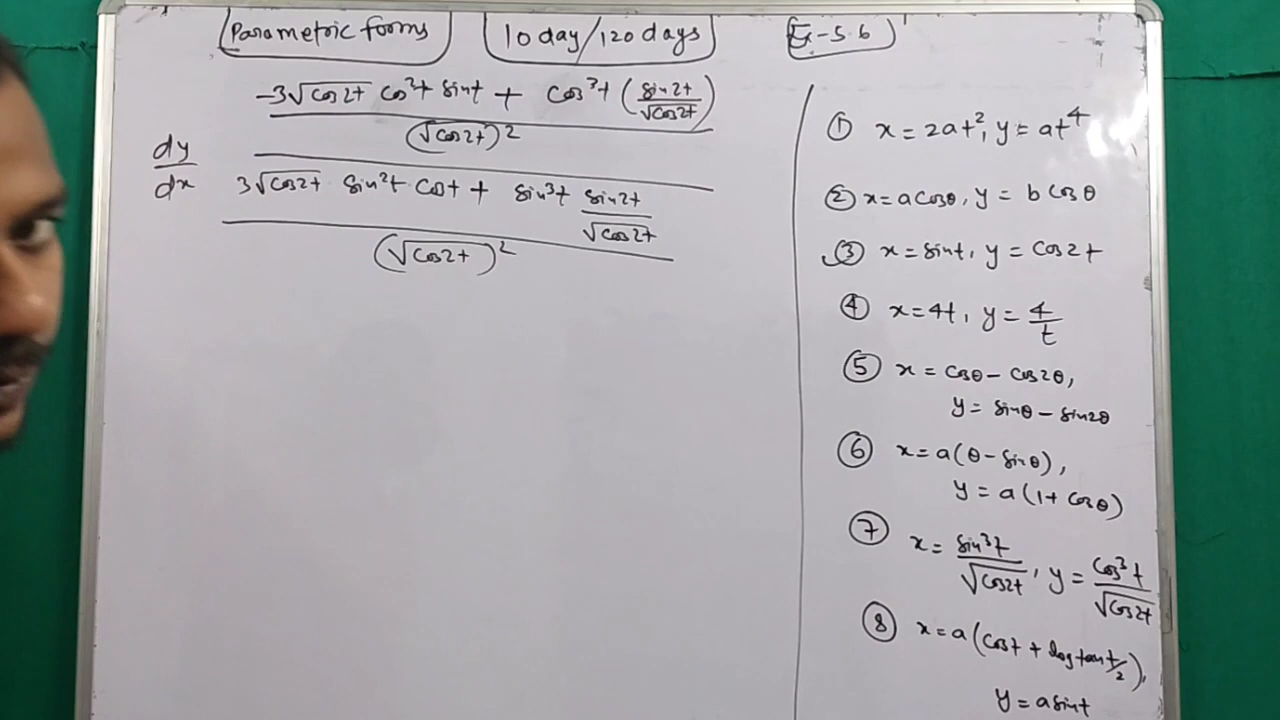 Parametric forms 10 day/120 days Ex-5.6
-3√cos2t cos²t sint + cos³t (sin2t/√cos2t)
(√cos2t)²
dy/dx
3√cos2t sin²t cost + sin³t sin2t/√cos2t
(√cos2t)²
① x = 2at², y = at⁴
② x = a cosθ, y = b cosθ
③ x = sint, y = cos2t
④ x = 4t, y = 4/t
⑤ x = cosθ - cos2θ,
y = sinθ - sin2θ
⑥ x = a(θ - sinθ),
y = a(1 + cosθ)
⑦ x = sin³t/√cos2t, y = cos³t/√cos2t
⑧ x = a(cost + log tan t/2),
y = a sint